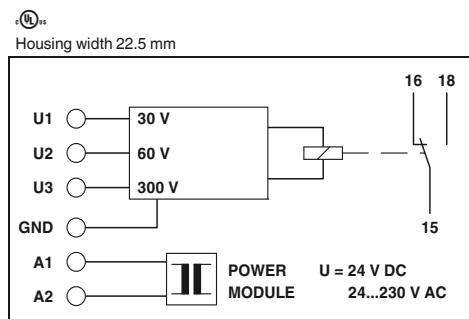 c UL us
Housing width 22.5 mm
16 18
U1 30 V
U2 60 V
U3 300 V
GND
15
A1
A2
POWER U = 24 V DC
MODULE 24...230 V AC